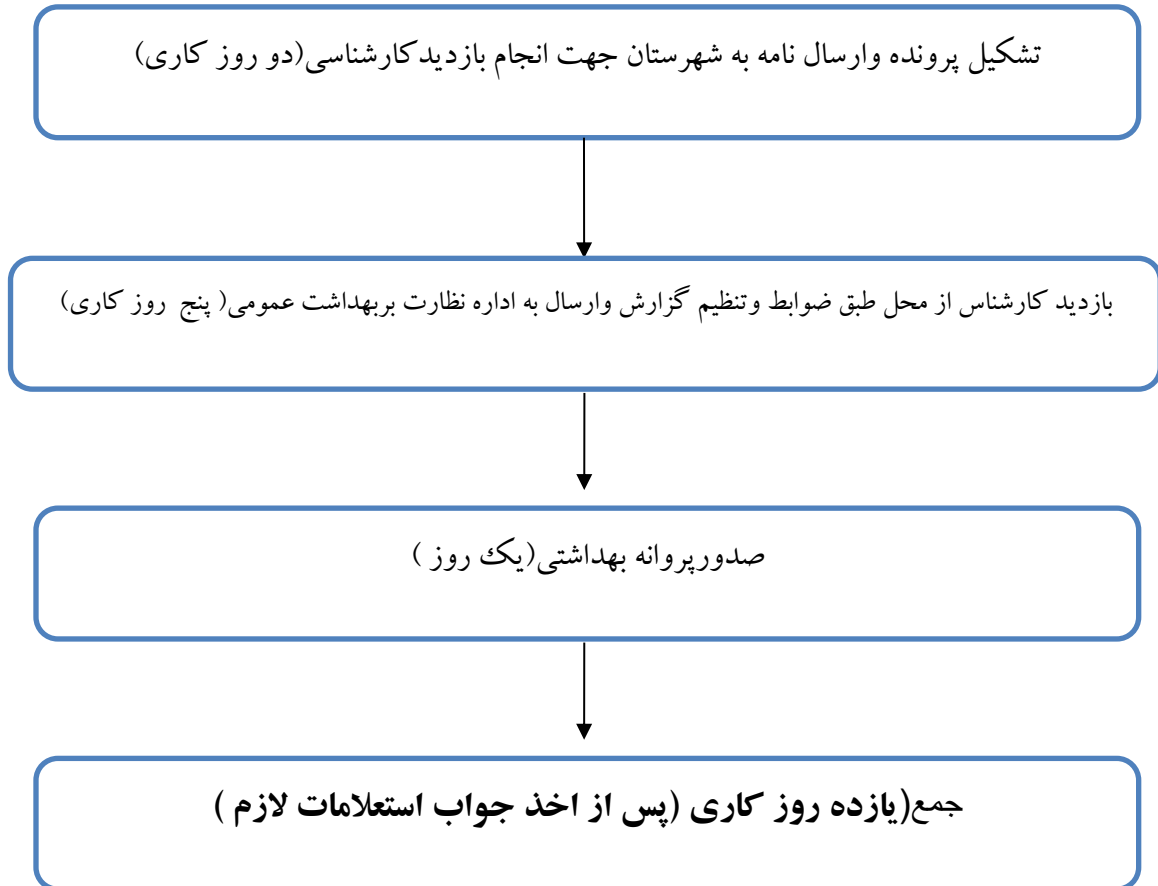 تشکیل پرونده وارسال نامه به شهرستان جهت انجام بازدیدکارشناسی(دو روز کاری)
بازدید کارشناس از محل طبق ضوابط وتنظیم گزارش وارسال به اداره نظارت بربهداشت عمومی( پنج روز کاری)
صدورپروانه بهداشتی(یک روز )
جمع(یازده روز کاری (پس از اخذ جواب استعلامات لازم )